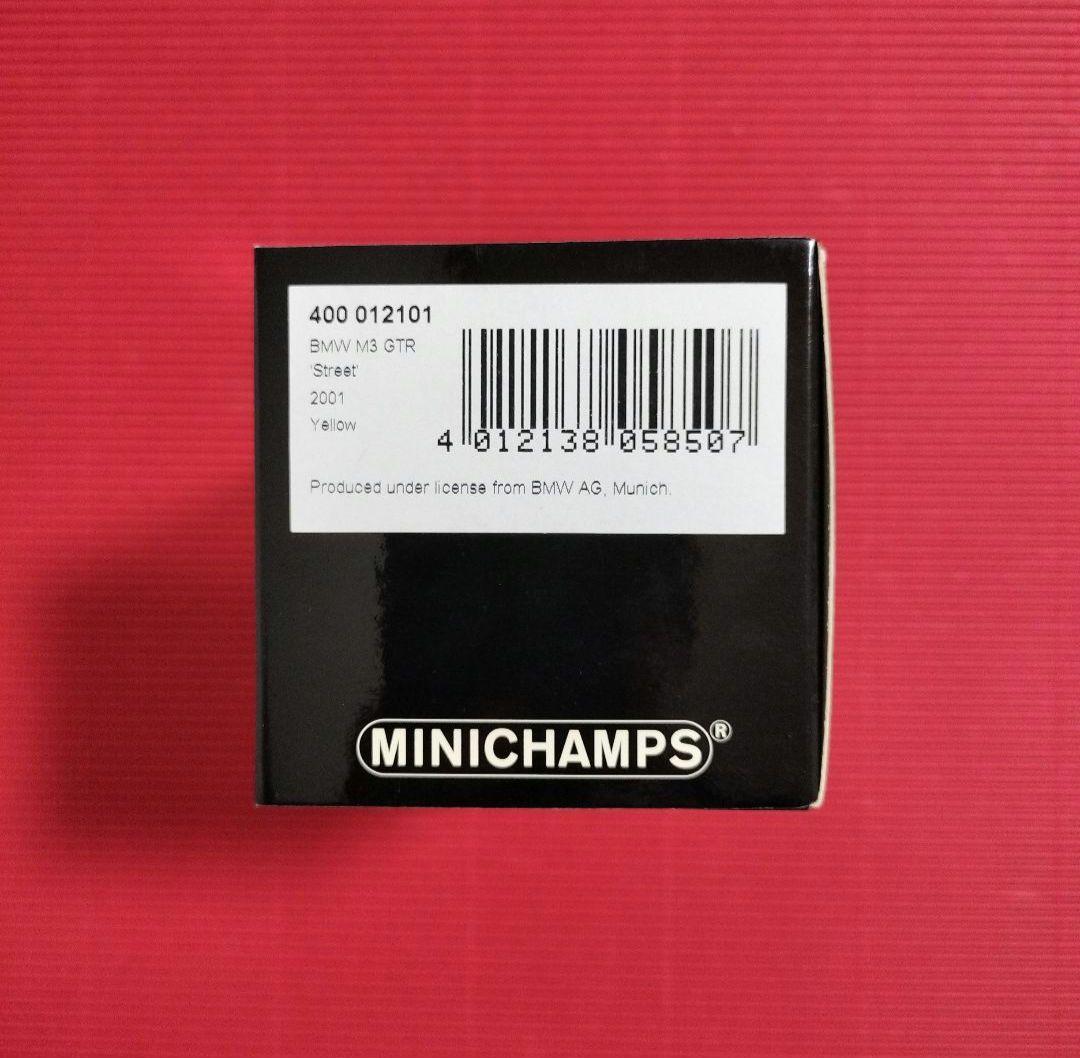 400 012101
BMW M3 GTR
'Street'
2001
Yellow
4 012138 058507
Produced under license from BMW AG, Munich.
MINICHAMPS®